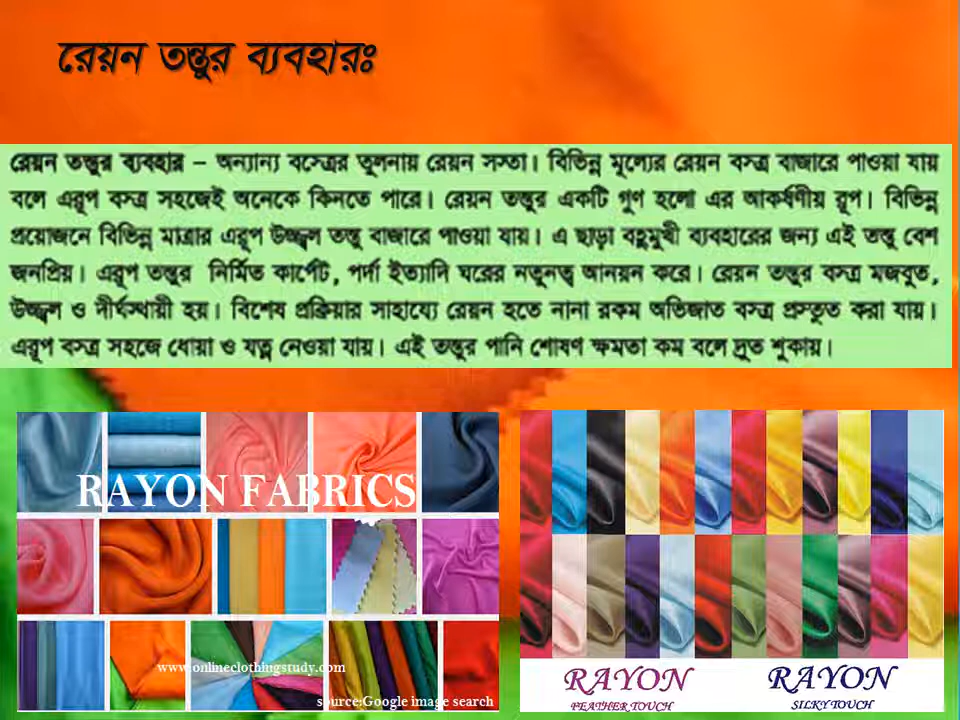 রেয়ন তন্তুর ব্যবহারঃ
রেয়ন তন্তুর ব্যবহার – অন্যান্য বস্ত্রের তুলনায় রেয়ন সস্তা। বিভিন্ন মূল্যের রেয়ন বস্ত্র বাজারে পাওয়া যায়
বলে এরূপ বস্ত্র সহজেই অনেকে কিনতে পারে। রেয়ন তন্তুর একটি গুণ হলো এর আকর্ষণীয় রূপ। বিভিন্ন
প্রয়োজনে বিভিন্ন মাত্রার এরূপ উজ্জ্বল তন্তু বাজারে পাওয়া যায়। এ ছাড়া বহুমুখী ব্যবহারের জন্য এই তন্তু বেশ
জনপ্রিয়। এরূপ তন্তুর নির্মিত কার্পেট, পর্দা ইত্যাদি ঘরের নতুনত্ব আনয়ন করে। রেয়ন তন্তুর বস্ত্র মজবুত,
উজ্জ্বল ও দীর্ঘস্থায়ী হয়। বিশেষ প্রক্রিয়ার সাহায্যে রেয়ন হতে নানা রকম অভিজাত বস্ত্র প্রস্তুত করা যায়।
এরূপ বস্ত্র সহজে ধোয়া ও যত্ন নেওয়া যায়। এই তন্তুর পানি শোষণ ক্ষমতা কম বলে দ্রুত শুকায়।
RAYON FABRICS
www.onlineclothingstudy.com
source:Google image search
RAYON
FEATHER TOUCH
RAYON
SILKY TOUCH